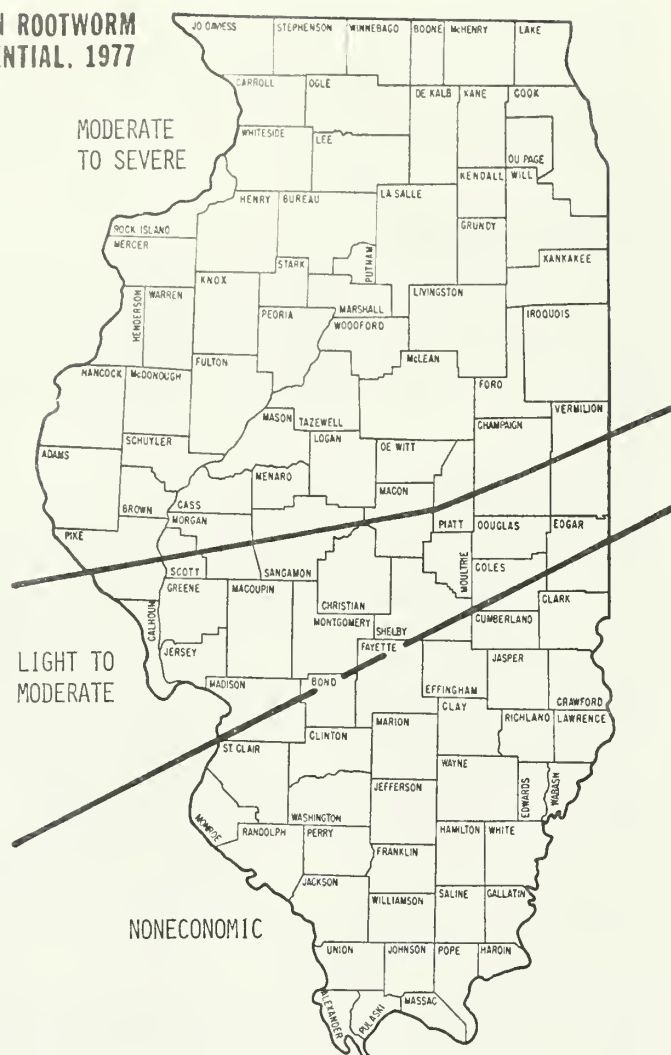 N ROOTWORM
ENTIAL. 1977
MODERATE
TO SEVERE
LIGHT TO
MODERATE
NONECONOMIC
JO DAVIESS STEPHENSON WINNEBAGO BOONE McHENRY LAKE
CARROLL OGLE DE KALB KANE COOK
WHITESIDE LEE DU PAGE
KENDALL WILL
HENRY BUREAU LA SALLE
ROCK ISLAND GRUNDY
MERCER PUTNAM KANKAKEE
STARK
KNOX
HENDERSON WARREN PEORIA MARSHALL LIVINGSTON IROQUOIS
WOODFORD
FULTON McLEAN
HANCOCK McDONOUGH FORD
MASON TAZEWELL VERMILION
LOGAN CHAMPAIGN
SCHUYLER DE WITT
ADAMS MENARD
CASS MACON
BROWN MORGAN PIATT DOUGLAS EDGAR
PIKE
SCOTT SANGAMON MOULTRIE COLES
GREENE MACOUPIN
CALHOUN CHRISTIAN CLARK
MONTGOMERY CUMBERLAND
SHELBY
JERSEY FAYETTE JASPER
MADISON BOND EFFINGHAM CRAWFORD
CLAY
RICHLAND LAWRENCE
MARION
CLINTON
ST. CLAIR WAYNE
JEFFERSON EDWARDS WABASH
WASHINGTON
MONROE RANDOLPH PERRY HAMILTON WHITE
FRANKLIN
JACKSON SALINE GALLATIN
WILLIAMSON
UNION JOHNSON POPE HARDIN
ALEXANDER PULASKI MASSAC